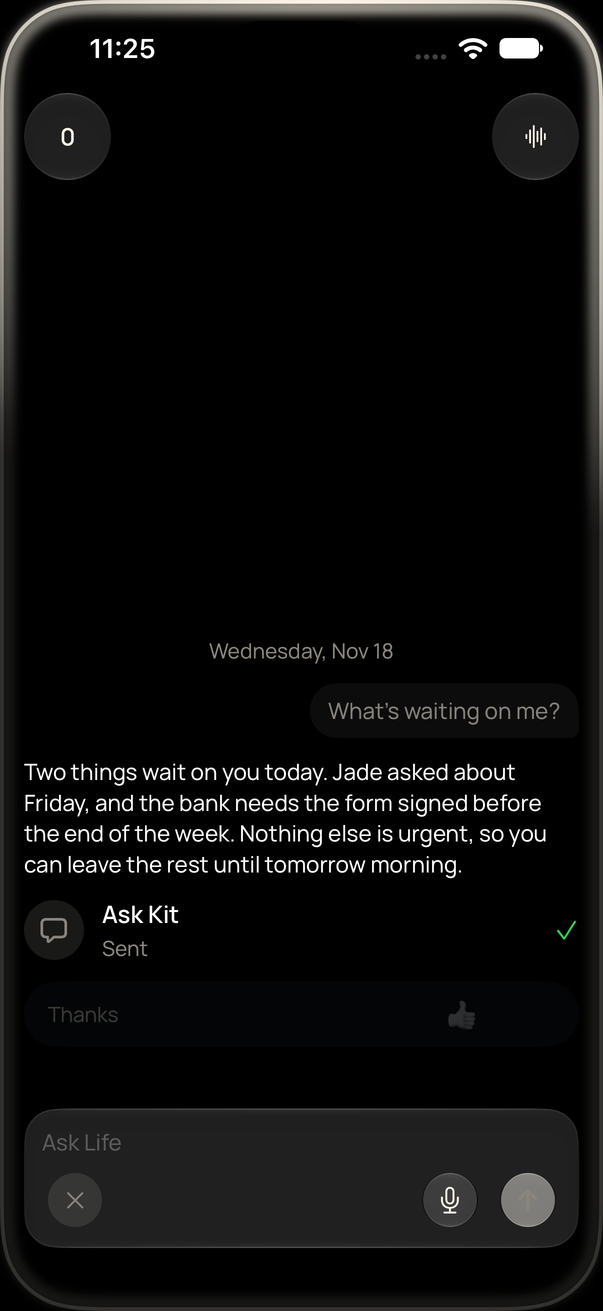 11:25
0
Wednesday, Nov 18
What's waiting on me?
Two things wait on you today. Jade asked about
Friday, and the bank needs the form signed before
the end of the week. Nothing else is urgent, so you
can leave the rest until tomorrow morning.
Ask Kit
Sent
Thanks
Ask Life